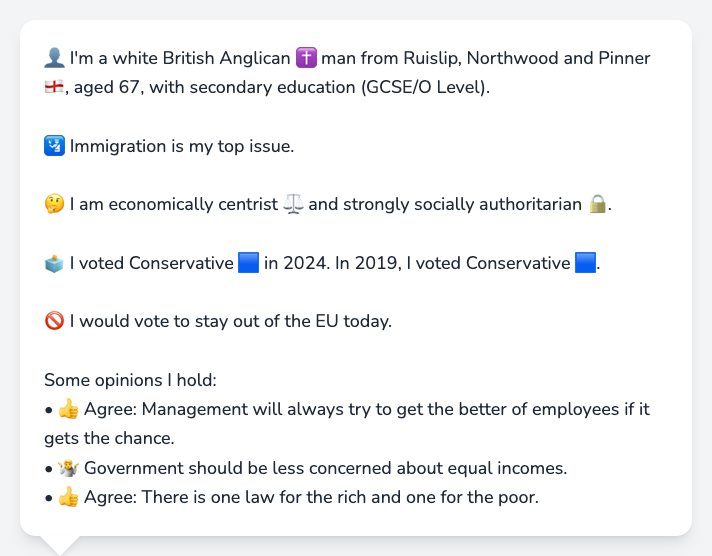 👤 I'm a white British Anglican ✝️ man from Ruislip, Northwood and Pinner
🏴󠁧󠁢󠁥󠁮󠁧󠁿, aged 67, with secondary education (GCSE/O Level).
🛂 Immigration is my top issue.
🤔 I am economically centrist ⚖️ and strongly socially authoritarian 🔒.
🗳️ I voted Conservative 🟦 in 2024. In 2019, I voted Conservative 🟦.
🚫 I would vote to stay out of the EU today.
Some opinions I hold:
• 👍 Agree: Management will always try to get the better of employees if it
gets the chance.
• 🤷 Government should be less concerned about equal incomes.
• 👍 Agree: There is one law for the rich and one for the poor.